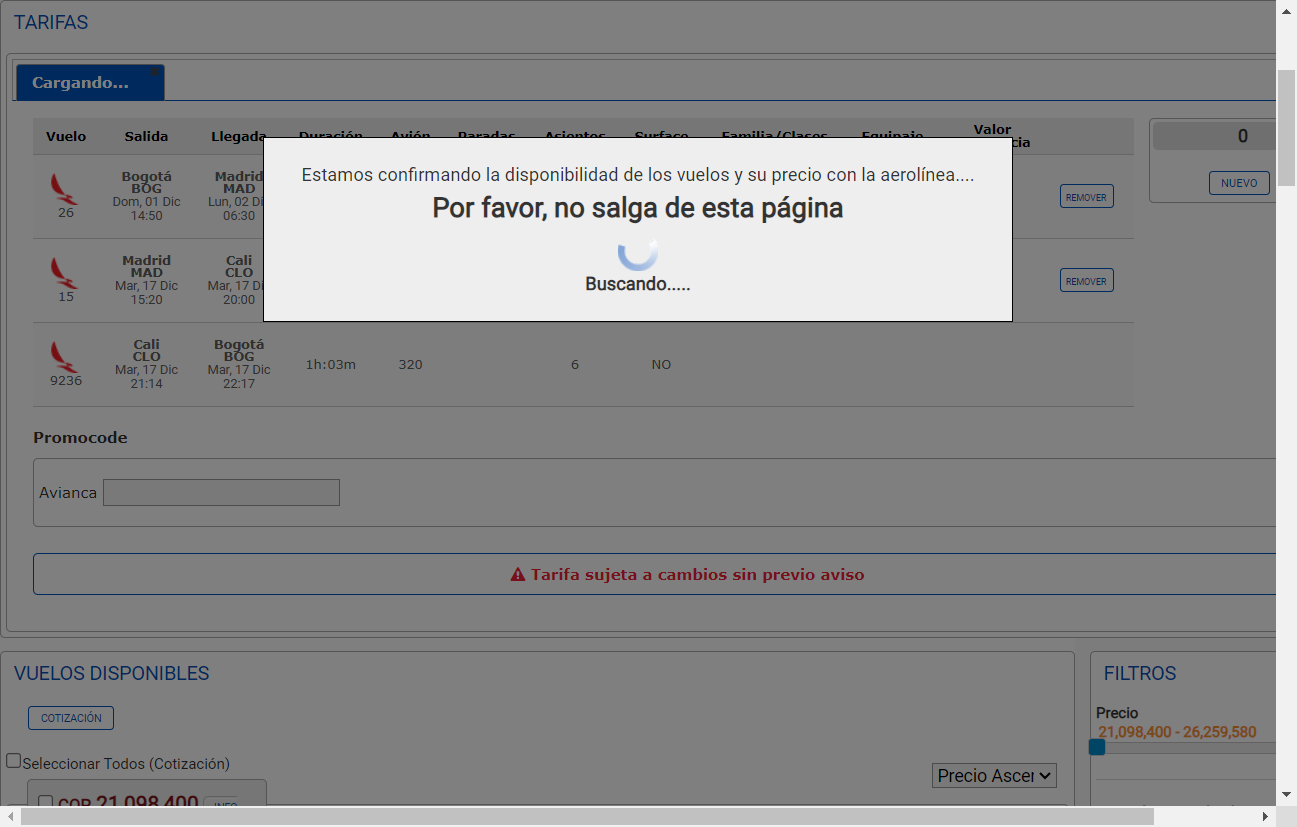 TARIFAS
Cargando...
Vuelo Salida Llegada Duración Avión Paradas Asientos Surface Familia/Clases Equipaje Valor
0
Estamos confirmando la disponibilidad de los vuelos y su precio con la aerolínea....
Por favor, no salga de esta página
Buscando.....
26
Bogotá
BOG
Dom, 01 Dic
14:50
Madrid
MAD
Lun, 02 Di
06:30
REMOVER
NUEVO
15
Madrid
MAD
Mar, 17 Dic
15:20
Cali
CLO
Mar, 17 Di
20:00
REMOVER
9236
Cali
CLO
Mar, 17 Dic
21:14
Bogotá
BOG
Mar, 17 Dic
22:17
1h:03m 320 6 NO
Promocode
Avianca
Tarifa sujeta a cambios sin previo aviso
VUELOS DISPONIBLES
COTIZACIÓN
Seleccionar Todos (Cotización)
Precio Ascer
COP 21,098,400 INFO
FILTROS
Precio
21,098,400 - 26,259,580